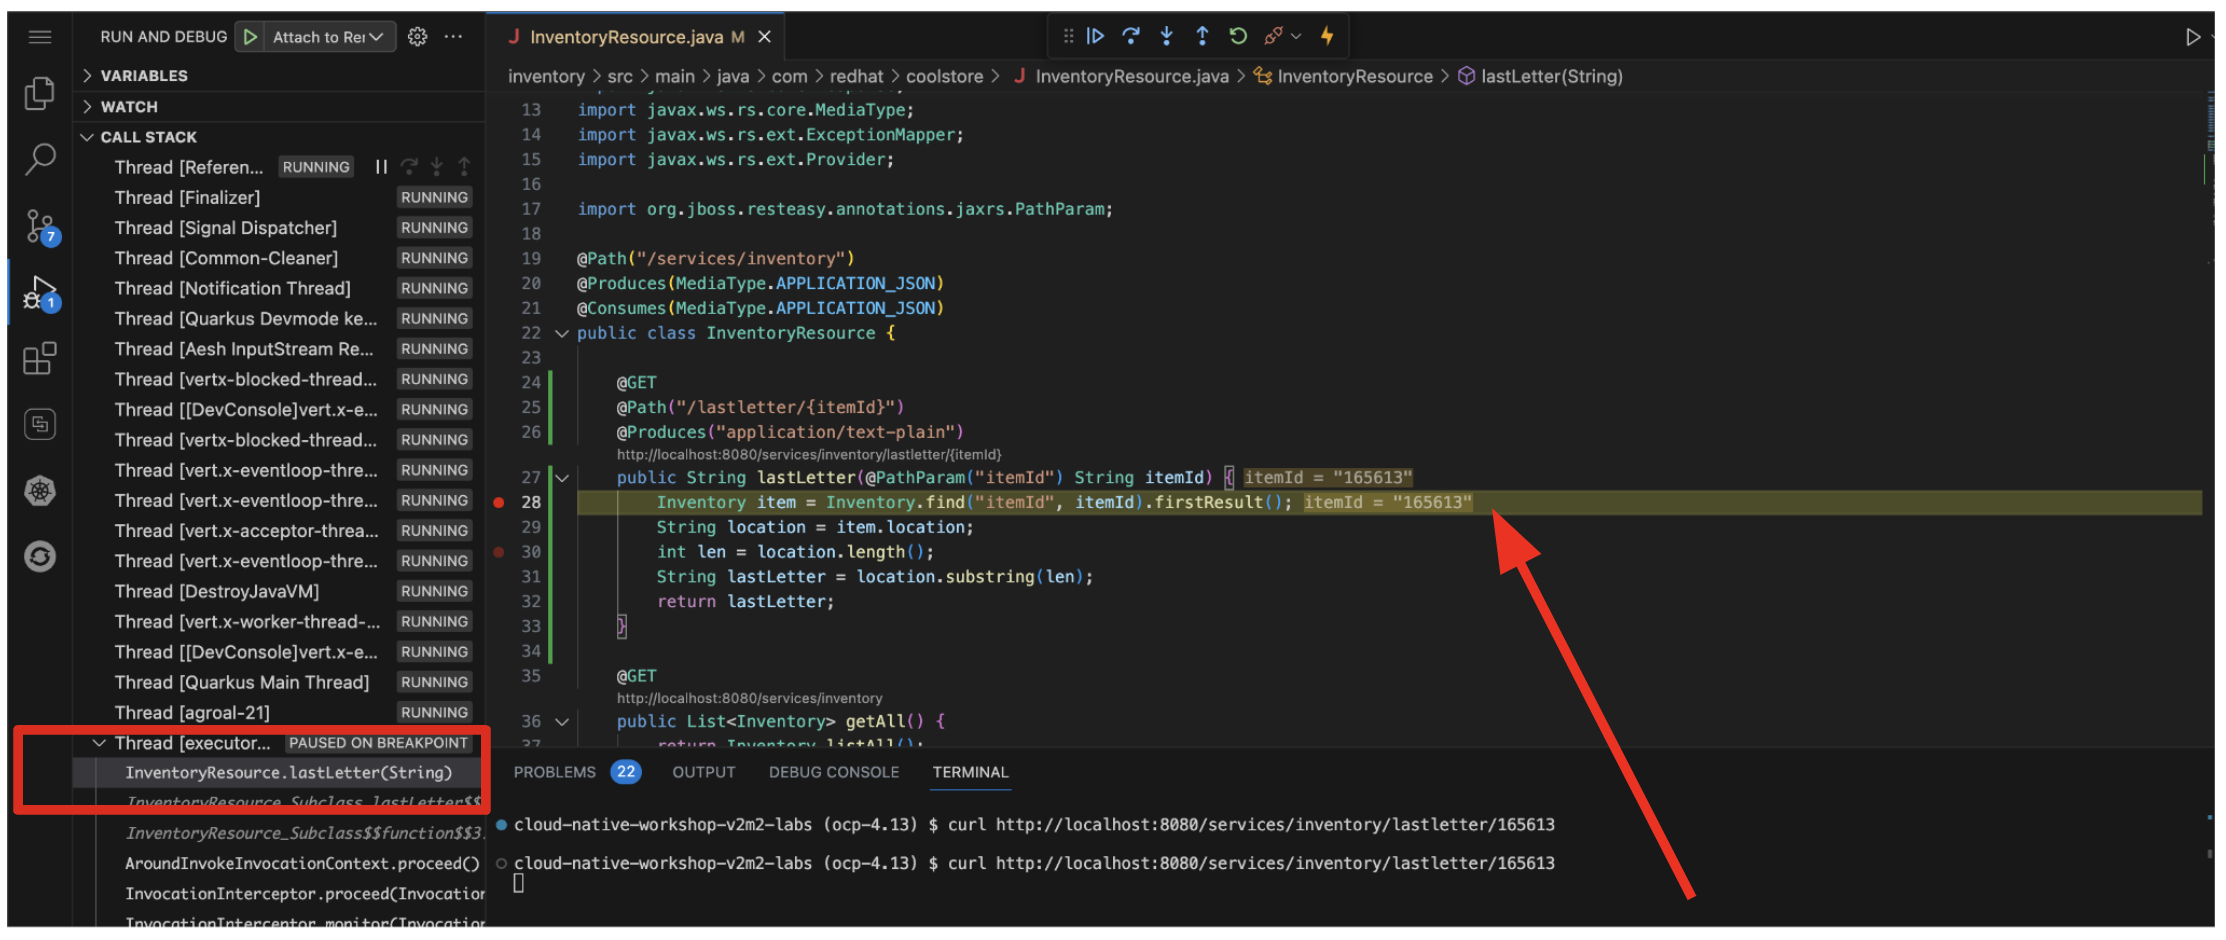 RUN AND DEBUG Attach to Rer
VARIABLES
WATCH
CALL STACK
Thread [Referen... RUNNING
Thread [Finalizer] RUNNING
Thread [Signal Dispatcher] RUNNING
Thread [Common-Cleaner] RUNNING
Thread [Notification Thread] RUNNING
Thread [Quarkus Devmode ke... RUNNING
Thread [Aesh InputStream Re... RUNNING
Thread [vertx-blocked-thread... RUNNING
Thread [[DevConsole]vert.x-e... RUNNING
Thread [vertx-blocked-thread... RUNNING
Thread [vert.x-eventloop-thre... RUNNING
Thread [vert.x-eventloop-thre... RUNNING
Thread [vert.x-acceptor-threa... RUNNING
Thread [vert.x-eventloop-thre... RUNNING
Thread [DestroyJavaVM] RUNNING
Thread [vert.x-worker-thread-... RUNNING
Thread [[DevConsole]vert.x-e... RUNNING
Thread [Quarkus Main Thread] RUNNING
Thread [agroal-21] RUNNING
Thread [executor... PAUSED ON BREAKPOINT
InventoryResource.lastLetter(String)
InventoryResource_Subclass.lastLetter$$
InventoryResource_Subclass$$function$$3.
AroundInvokeInvocationContext.proceed()
InvocationInterceptor.proceed(Invocation
InvocationInterceptor.monitor(Invocation
7
1
J InventoryResource.java M
inventory > src > main > java > com > redhat > coolstore > J InventoryResource.java > InventoryResource > lastLetter(String)
13 import javax.ws.rs.core.MediaType;
14 import javax.ws.rs.ext.ExceptionMapper;
15 import javax.ws.rs.ext.Provider;
16
17 import org.jboss.resteasy.annotations.jaxrs.PathParam;
18
19 @Path("/services/inventory")
20 @Produces(MediaType.APPLICATION_JSON)
21 @Consumes(MediaType.APPLICATION_JSON)
22 public class InventoryResource {
23
24 @GET
25 @Path("/lastletter/{itemId}")
26 @Produces("application/text-plain")
http://localhost:8080/services/inventory/lastletter/{itemId}
27 public String lastLetter(@PathParam("itemId") String itemId) { itemId = "165613"
28 Inventory item = Inventory.find("itemId", itemId).firstResult(); itemId = "165613"
29 String location = item.location;
30 int len = location.length();
31 String lastLetter = location.substring(len);
32 return lastLetter;
33 }
34
35 @GET
http://localhost:8080/services/inventory
36 public List<Inventory> getAll() {
37 return Inventory.listAll();
PROBLEMS 22 OUTPUT DEBUG CONSOLE TERMINAL
cloud-native-workshop-v2m2-labs (ocp-4.13) $ curl http://localhost:8080/services/inventory/lastletter/165613
cloud-native-workshop-v2m2-labs (ocp-4.13) $ curl http://localhost:8080/services/inventory/lastletter/165613